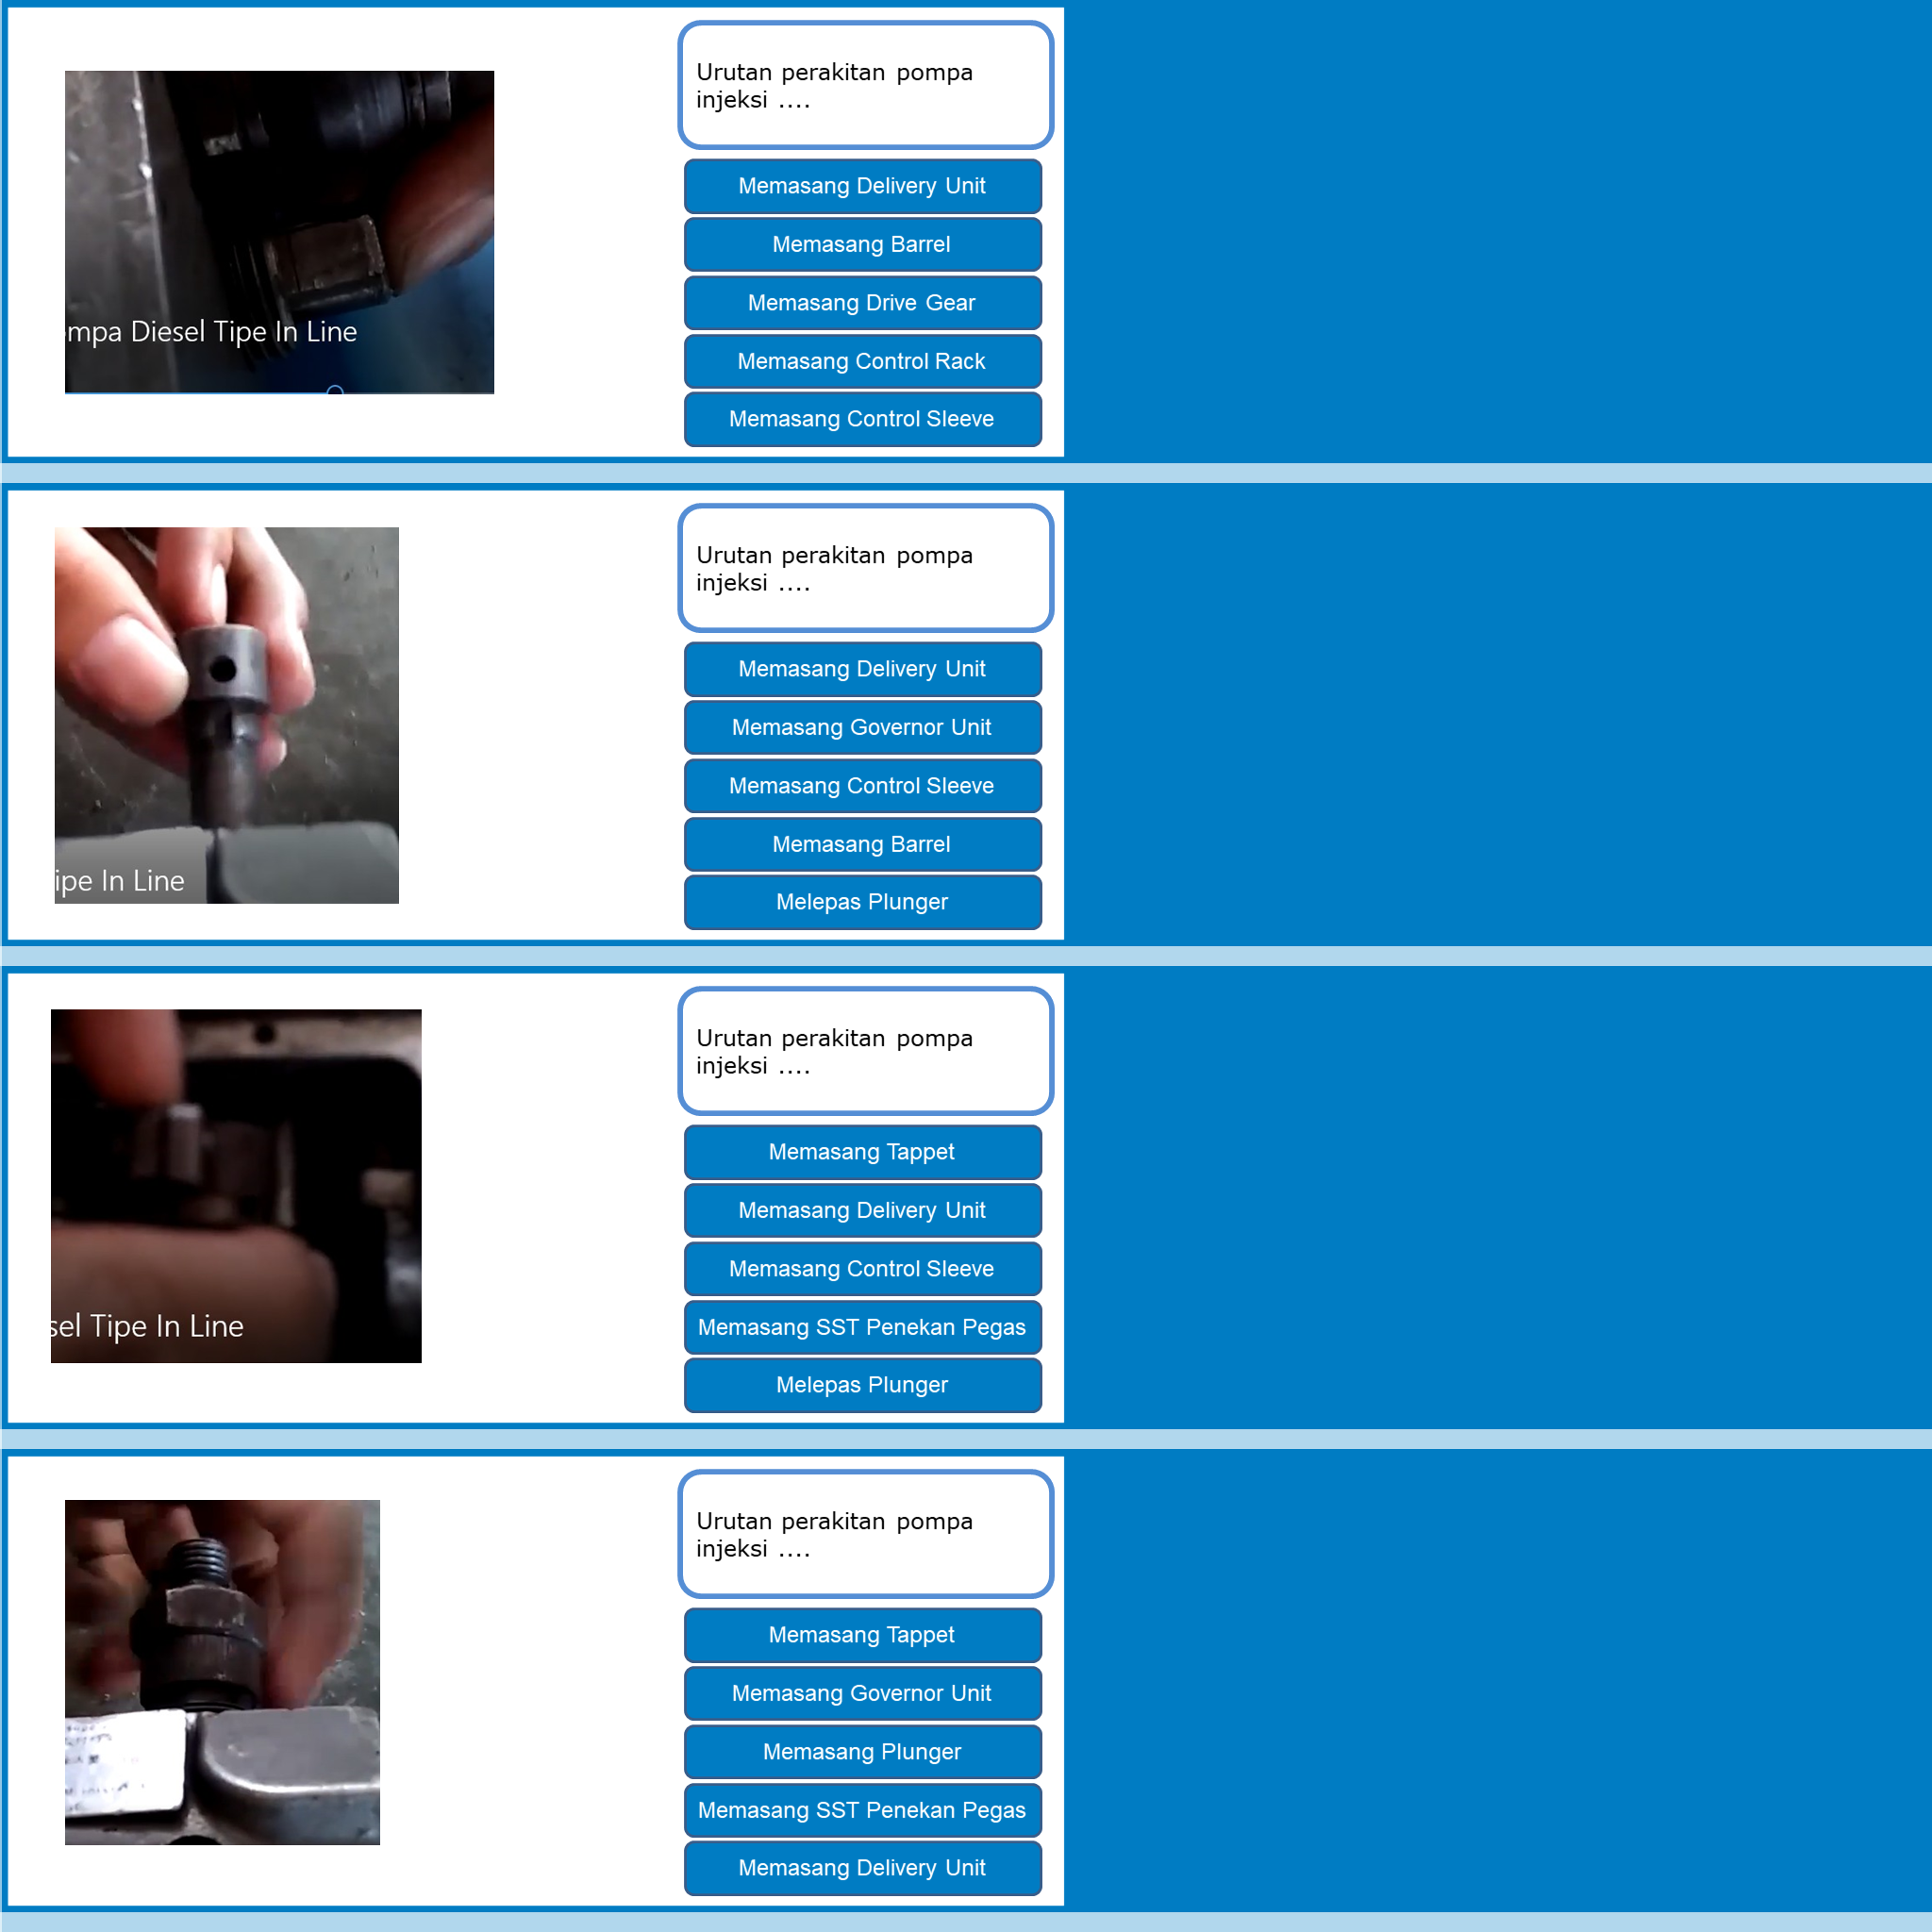 Urutan perakitan pompa
injeksi ....
Memasang Delivery Unit
Memasang Barrel
Memasang Drive Gear
Memasang Control Rack
Memasang Control Sleeve
mpa Diesel Tipe In Line
Urutan perakitan pompa
injeksi ....
Memasang Delivery Unit
Memasang Governor Unit
Memasang Control Sleeve
Memasang Barrel
Melepas Plunger
ipe In Line
Urutan perakitan pompa
injeksi ....
Memasang Tappet
Memasang Delivery Unit
Memasang Control Sleeve
Memasang SST Penekan Pegas
Melepas Plunger
sel Tipe In Line
Urutan perakitan pompa
injeksi ....
Memasang Tappet
Memasang Governor Unit
Memasang Plunger
Memasang SST Penekan Pegas
Memasang Delivery Unit